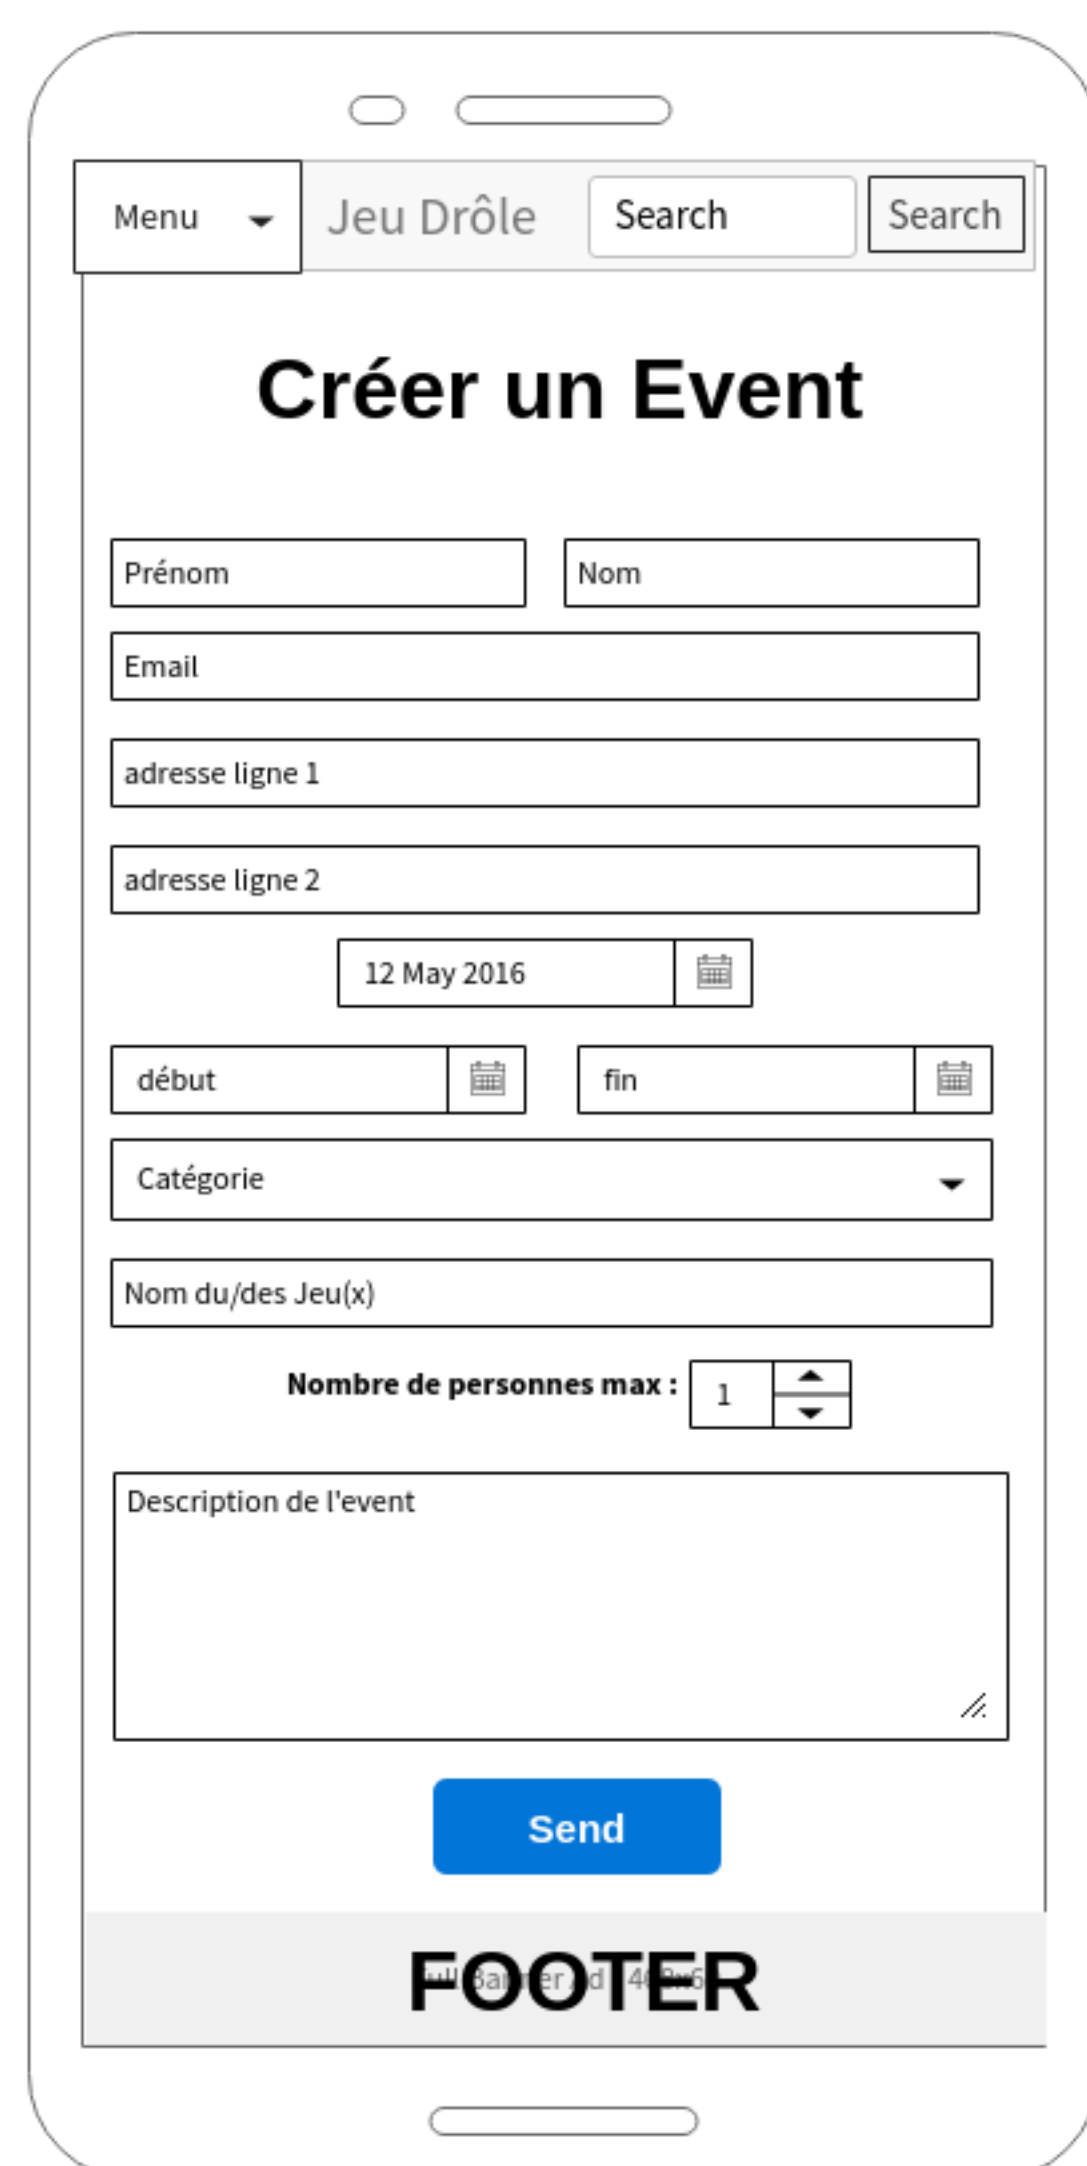 Menu Jeu Drôle Search Search
Créer un Event
Prénom Nom
Email
adresse ligne 1
adresse ligne 2
12 May 2016
début fin
Catégorie
Nom du/des Jeu(x)
Nombre de personnes max : 1
Description de l'event
Send
FOOTER